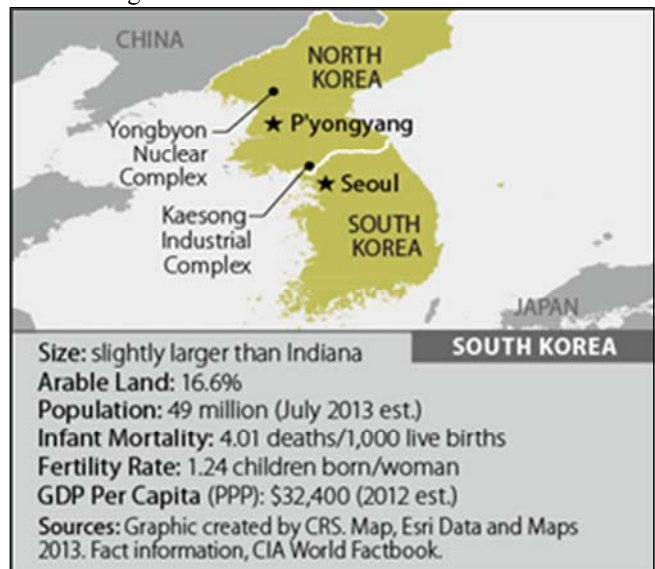 CHINA
NORTH
KOREA
Yongbyon
Nuclear
Complex
P'yongyang
Kaesong
Industrial
Complex
Seoul
SOUTH
KOREA
JAPAN
SOUTH KOREA
Size: slightly larger than Indiana
Arable Land: 16.6%
Population: 49 million (July 2013 est.)
Infant Mortality: 4.01 deaths/1,000 live births
Fertility Rate: 1.24 children born/woman
GDP Per Capita (PPP): $32,400 (2012 est.)
Sources: Graphic created by CRS. Map, Esri Data and Maps
2013. Fact information, CIA World Factbook.